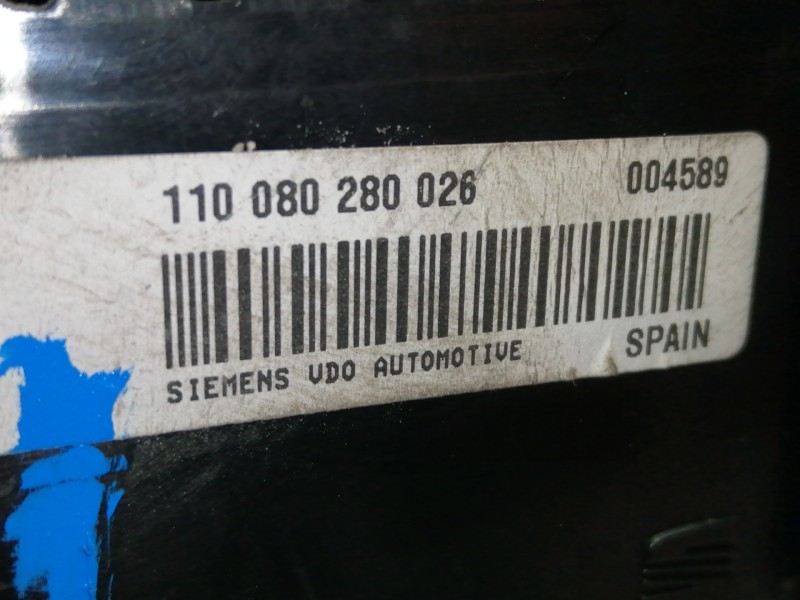 110 080 280 026 004589
SIEMENS VDO AUTOMOTIVE SPAIN